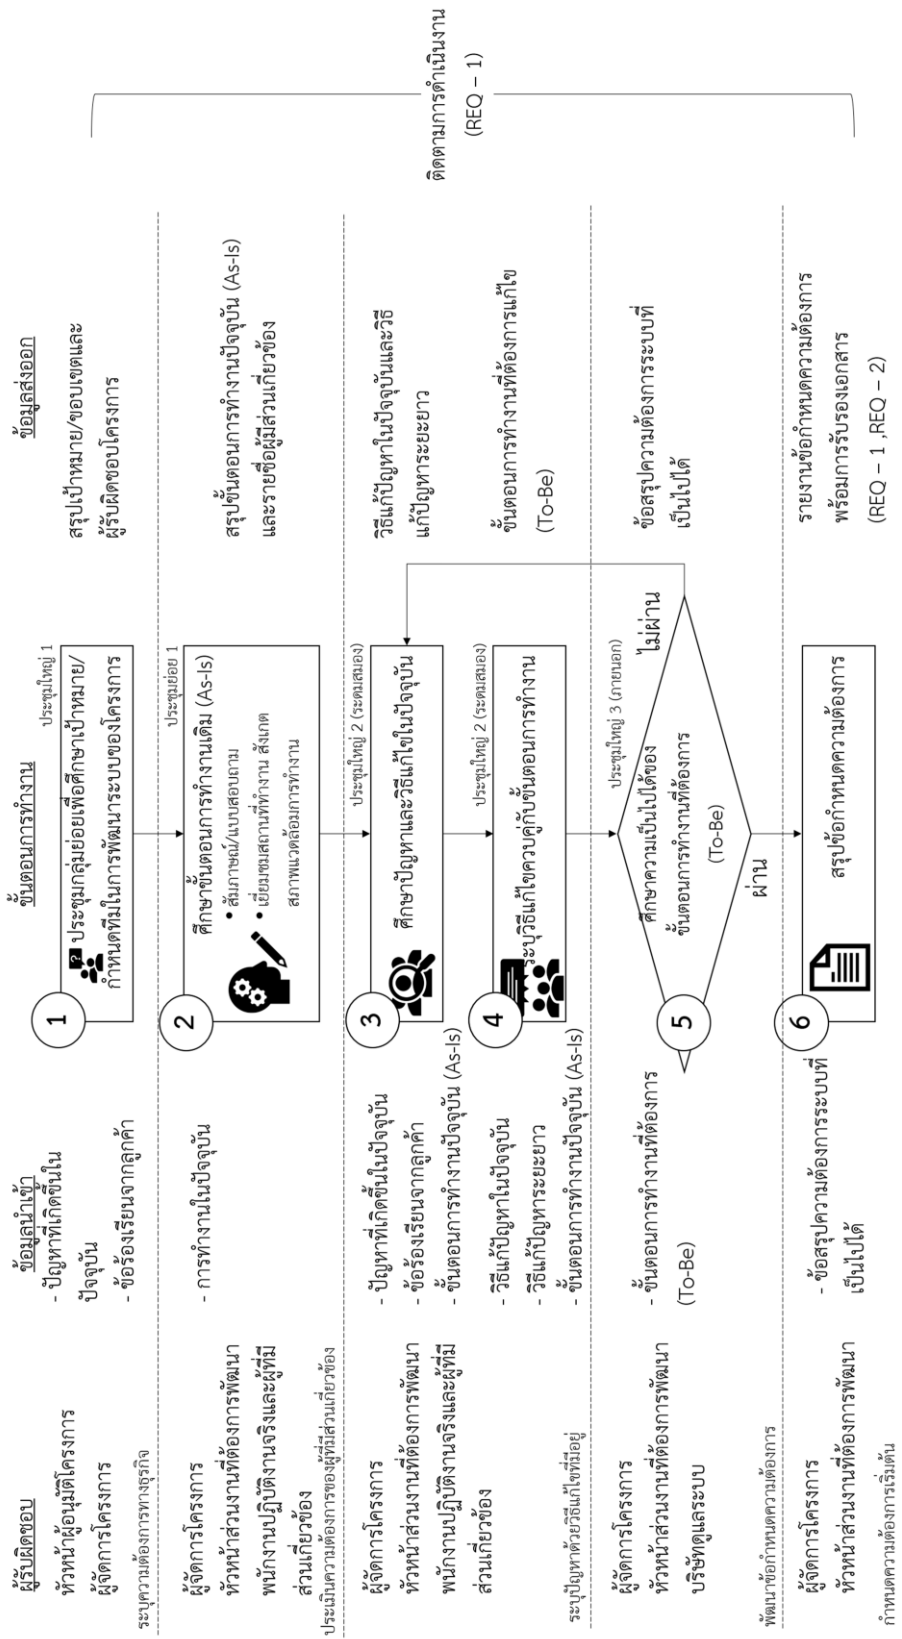 ผู้รับผิดชอบ
ข้อมูลนำเข้า
ขั้นตอนการทำงาน
ข้อมูลส่งออก
หัวหน้าผู้อนุมัติโครงการ
ผู้จัดการโครงการ
ระบุความต้องการทางธุรกิจ
- ปัญหาที่เกิดขึ้นใน
ปัจจุบัน
- ข้อร้องเรียนจากลูกค้า
1
ประชุมใหญ่ 1
?
ประชุมกลุ่มย่อยเพื่อศึกษาเป้าหมาย/
กำหนดทีมในการพัฒนาระบบของโครงการ
สรุปเป้าหมาย/ขอบเขตและ
ผู้รับผิดชอบโครงการ
ผู้จัดการโครงการ
หัวหน้าส่วนงานที่ต้องการพัฒนา
พนักงานปฏิบัติงานจริงและผู้ที่มี
ส่วนเกี่ยวข้อง
ประเมินความต้องการของผู้ที่มีส่วนเกี่ยวข้อง
- การทำงานในปัจจุบัน
2
ประชุมย่อย 1
ศึกษาขั้นตอนการทำงานเดิม (As-Is)
• สัมภาษณ์/แบบสอบถาม
• เยี่ยมชมสถานที่ทำงาน สังเกต
สภาพแวดล้อมการทำงาน
สรุปขั้นตอนการทำงานปัจจุบัน (As-Is)
และรายชื่อผู้มีส่วนเกี่ยวข้อง
ผู้จัดการโครงการ
หัวหน้าส่วนงานที่ต้องการพัฒนา
พนักงานปฏิบัติงานจริงและผู้ที่มี
ส่วนเกี่ยวข้อง
ระบุปัญหาด้วยวิธีแก้ไขที่มีอยู่
- ปัญหาที่เกิดขึ้นในปัจจุบัน
- ข้อร้องเรียนจากลูกค้า
- ขั้นตอนการทำงานปัจจุบัน (As-Is)
3
ประชุมใหญ่ 2 (ระดมสมอง)
ศึกษาปัญหาและวิธีแก้ไขในปัจจุบัน
วิธีแก้ปัญหาในปัจจุบันและวิธี
แก้ปัญหาระยะยาว
- วิธีแก้ปัญหาในปัจจุบัน
- วิธีแก้ปัญหาระยะยาว
- ขั้นตอนการทำงานปัจจุบัน (As-Is)
4
ประชุมใหญ่ 2 (ระดมสมอง)
ระบุวิธีแก้ไขควบคู่กับขั้นตอนการทำงาน
ขั้นตอนการทำงานที่ต้องการแก้ไข
(To-Be)
ผู้จัดการโครงการ
หัวหน้าส่วนงานที่ต้องการพัฒนา
บริษัทดูแลระบบ
พัฒนาข้อกำหนดความต้องการ
- ขั้นตอนการทำงานที่ต้องการ
(To-Be)
5
ประชุมใหญ่ 3 (ภายนอก)
ศึกษาความเป็นไปได้ของ
ขั้นตอนการทำงานที่ต้องการ
(To-Be)
ไม่ผ่าน
ผ่าน
ข้อสรุปความต้องการระบบที่
เป็นไปได้
ผู้จัดการโครงการ
หัวหน้าส่วนงานที่ต้องการพัฒนา
กำหนดความต้องการเริ่มต้น
- ข้อสรุปความต้องการระบบที่
เป็นไปได้
6
สรุปข้อกำหนดความต้องการ
รายงานข้อกำหนดความต้องการ
พร้อมการรับรองเอกสาร
(REQ – 1 ,REQ – 2)
ติดตามการดำเนินงาน
(REQ – 1)